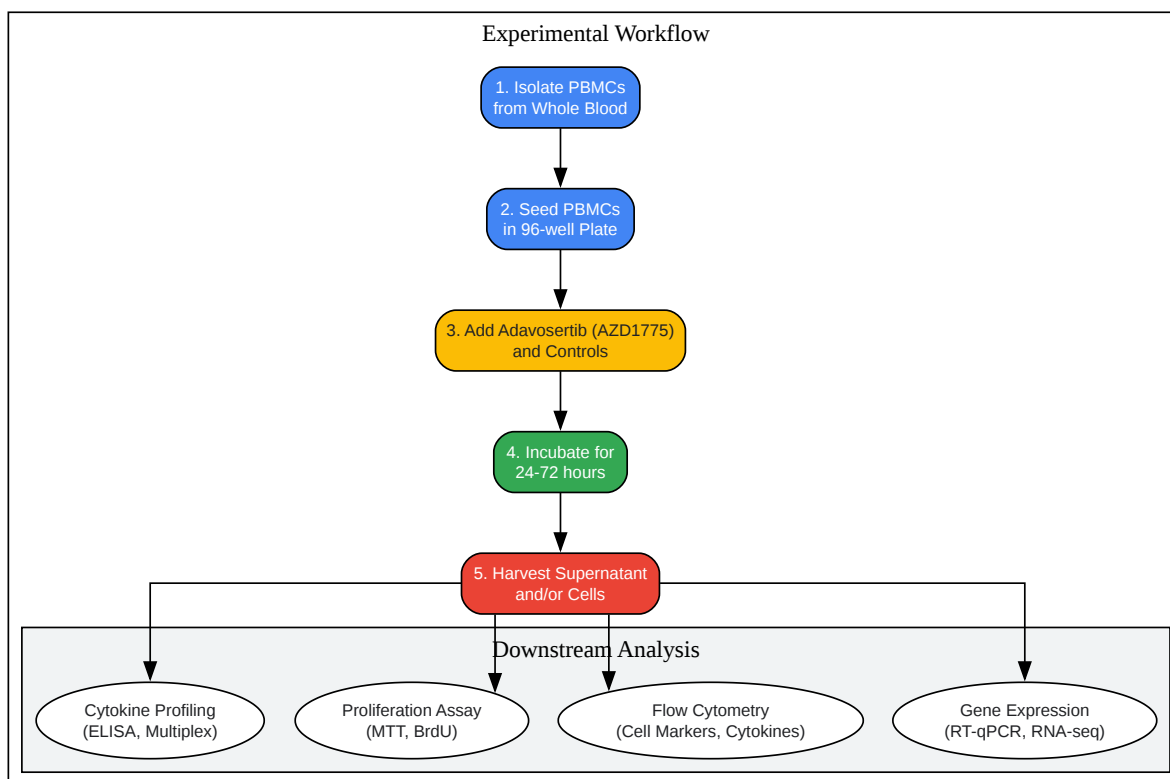 Experimental Workflow
1. Isolate PBMCs
from Whole Blood
2. Seed PBMCs
in 96-well Plate
3. Add Adavosertib (AZD1775)
and Controls
4. Incubate for
24-72 hours
5. Harvest Supernatant
and/or Cells
Downstream Analysis
Cytokine Profiling
(ELISA, Multiplex)
Proliferation Assay
(MTT, BrdU)
Flow Cytometry
(Cell Markers, Cytokines)
Gene Expression
(RT-qPCR, RNA-seq)